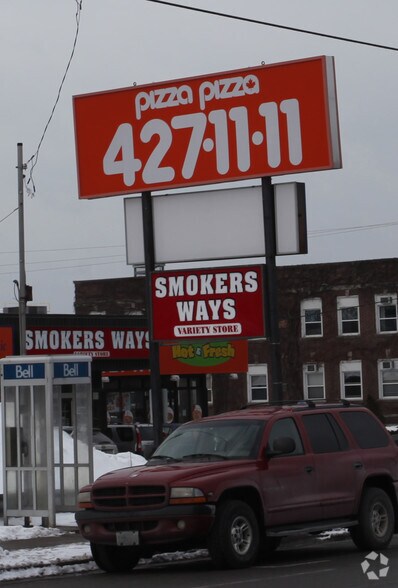 pizza pizza
427·11·11
SMOKERS
WAYS
VARIETY STORE
SMOKERS WAYS
Hot & Fresh
Bell
Bell